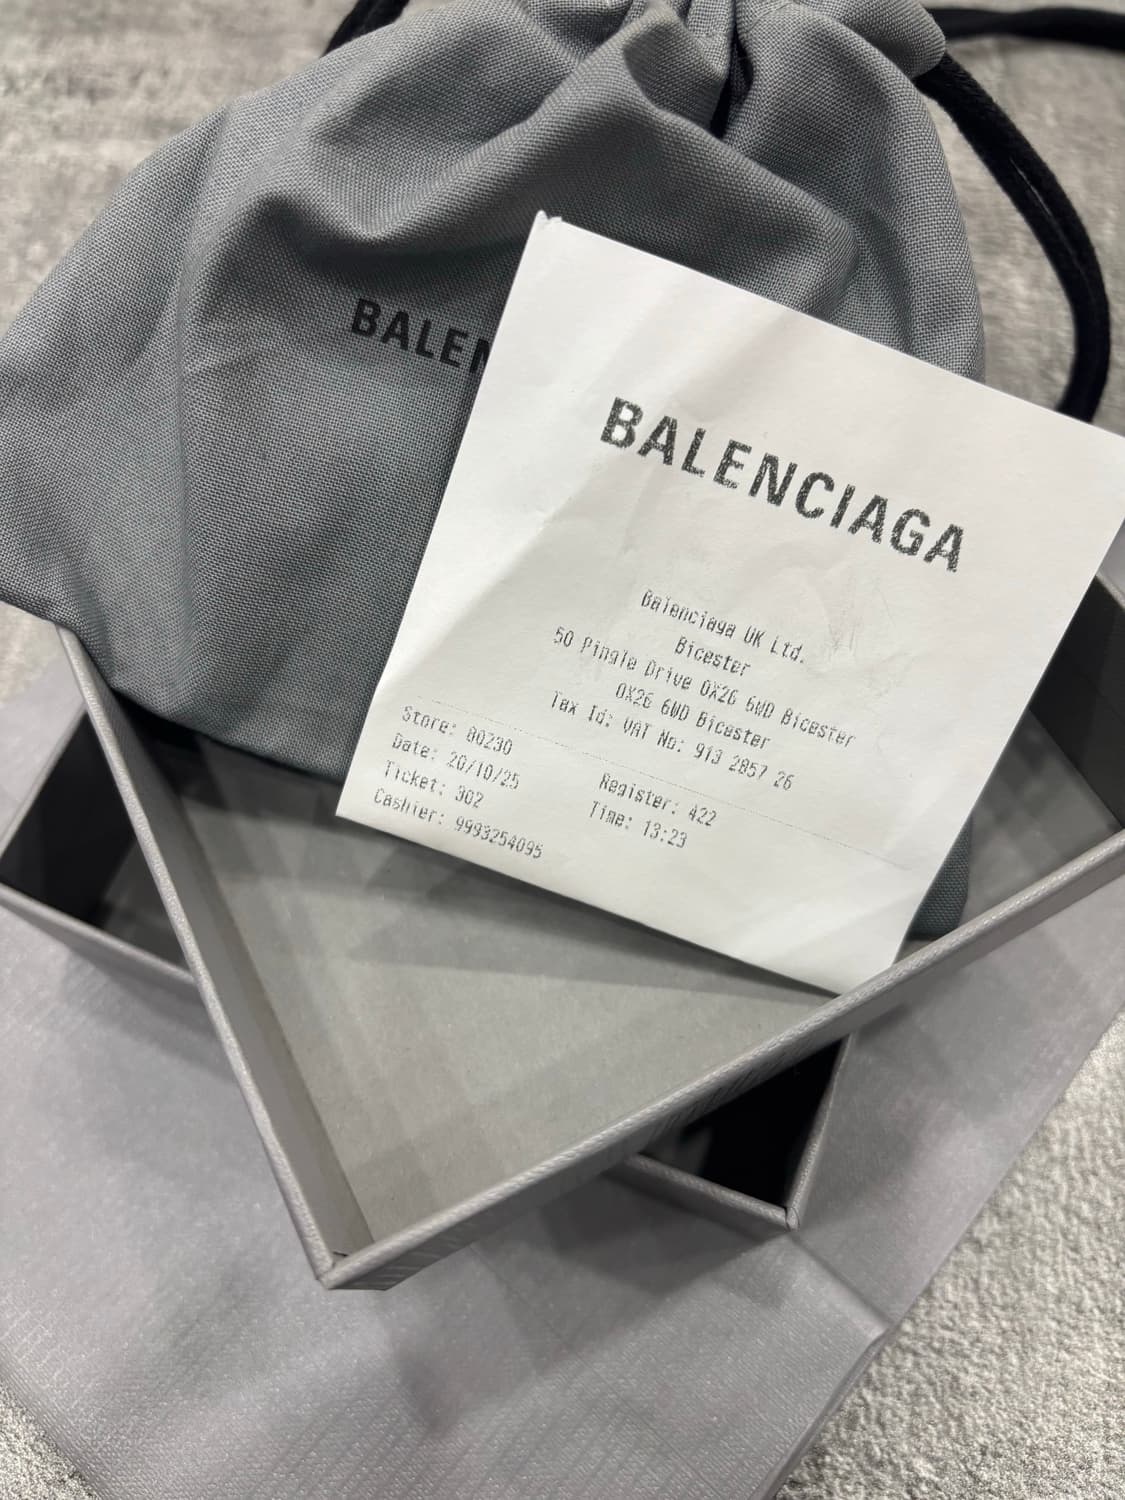 BALEN
BALENCIAGA
Balenciaga UK Ltd.
Bicester
50 Pingle Drive OX26 6WD Bicester
OX26 6WD Bicester
Tax Id: VAT No: 913 2857 26
Store: 80230 Register: 422
Date: 20/10/25 Time: 13:23
Ticket: 302
Cashier: 9993254095